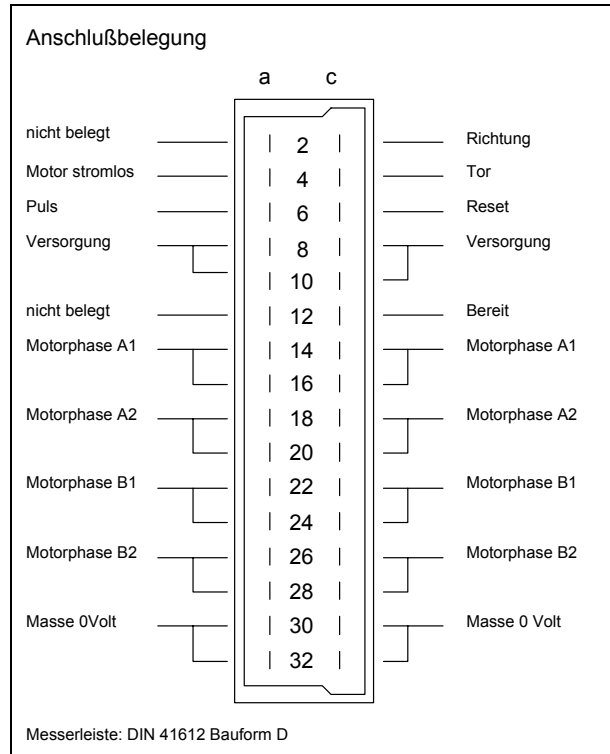 Anschlußbelegung
a c
nicht belegt 2 Richtung
Motor stromlos 4 Tor
Puls 6 Reset
Versorgung 8 Versorgung
10
nicht belegt 12 Bereit
Motorphase A1 14 Motorphase A1
16
Motorphase A2 18 Motorphase A2
20
Motorphase B1 22 Motorphase B1
24
Motorphase B2 26 Motorphase B2
28
Masse 0Volt 30 Masse 0 Volt
32
Messerleiste: DIN 41612 Bauform D